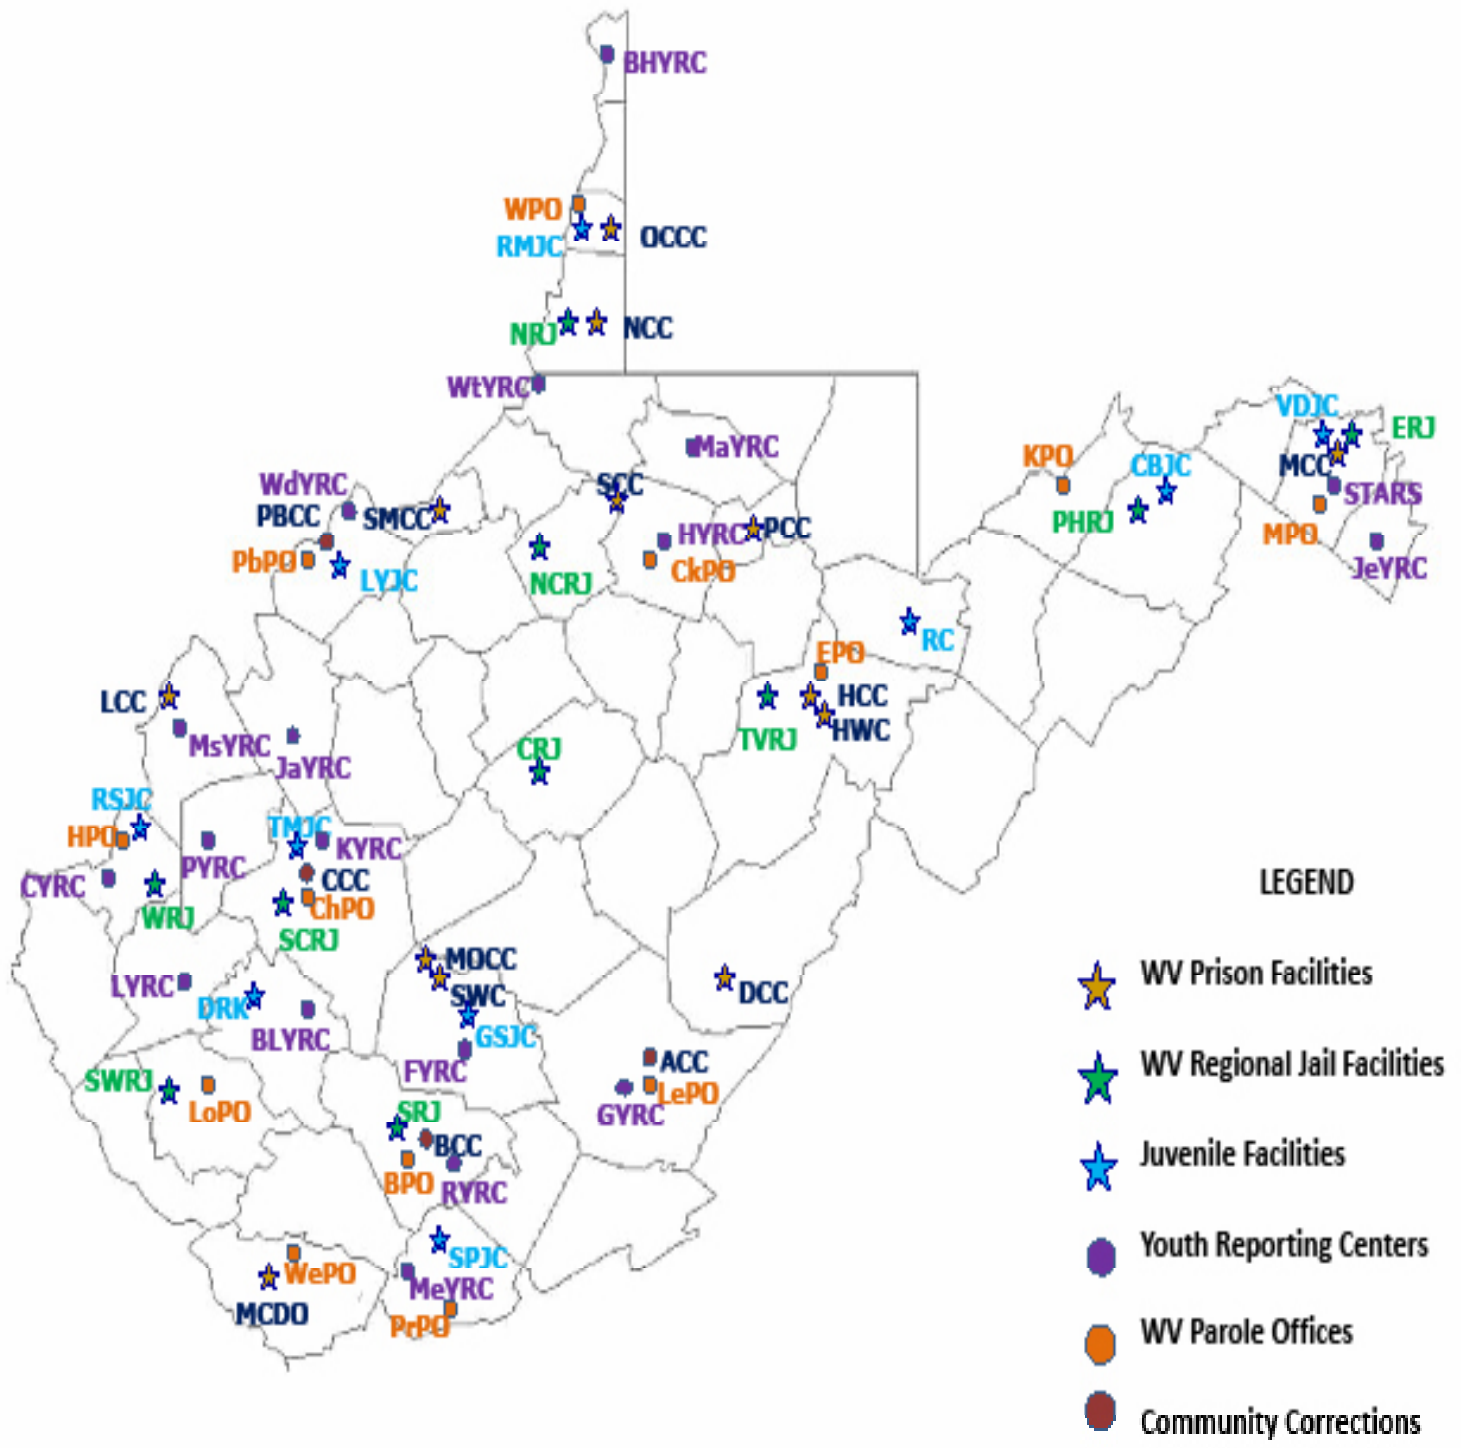 BHYRC
WPO
RMJC
OCCC
NRJ
NCC
WtYRC
MaYRC
VDJC
ERJ
KPO
CBJC
MCC
STARS
PHRJ
MPO
JeYRC
WdYRC
PBCC
SMCC
SCC
PbPO
LYJC
NCRJ
HYRC
PCC
CkPO
RC
EPO
LCC
HCC
HWC
MsYRC
JaYRC
CRJ
TVRJ
RSJC
HPO
TMJC
KYRC
PYRC
CYRC
CCC
ChPO
WRJ
SCRJ
LEGEND
MOCC
SWC
DCC
WV Prison Facilities
LYRC
DRK
BLYRC
GSJC
FYRC
ACC
LePO
GYRC
WV Regional Jail Facilities
SWRJ
LoPO
SRJ
BCC
BPO
RYRC
Juvenile Facilities
SPJC
MeYRC
PrPO
WePO
MCDO
Youth Reporting Centers
WV Parole Offices
Community Corrections